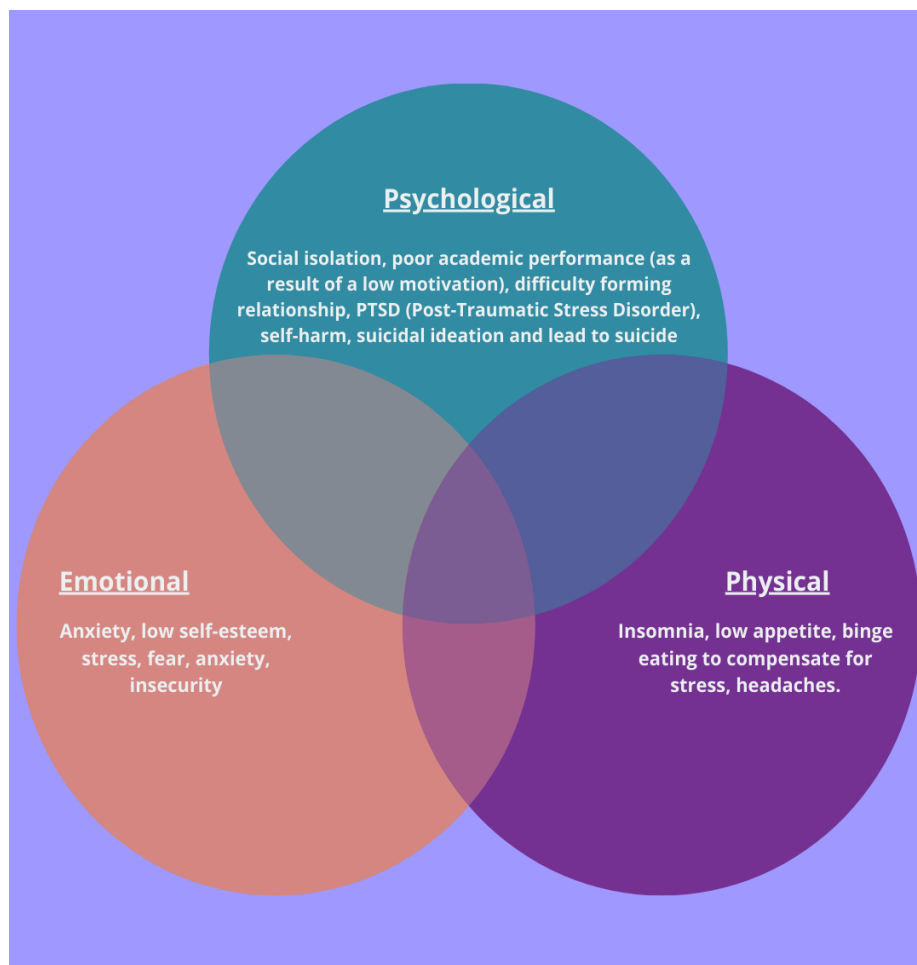 Psychological
Social isolation, poor academic performance (as a
result of a low motivation), difficulty forming
relationship, PTSD (Post-Traumatic Stress Disorder),
self-harm, suicidal ideation and lead to suicide
Emotional
Anxiety, low self-esteem,
stress, fear, anxiety,
insecurity
Physical
Insomnia, low appetite, binge
eating to compensate for
stress, headaches.